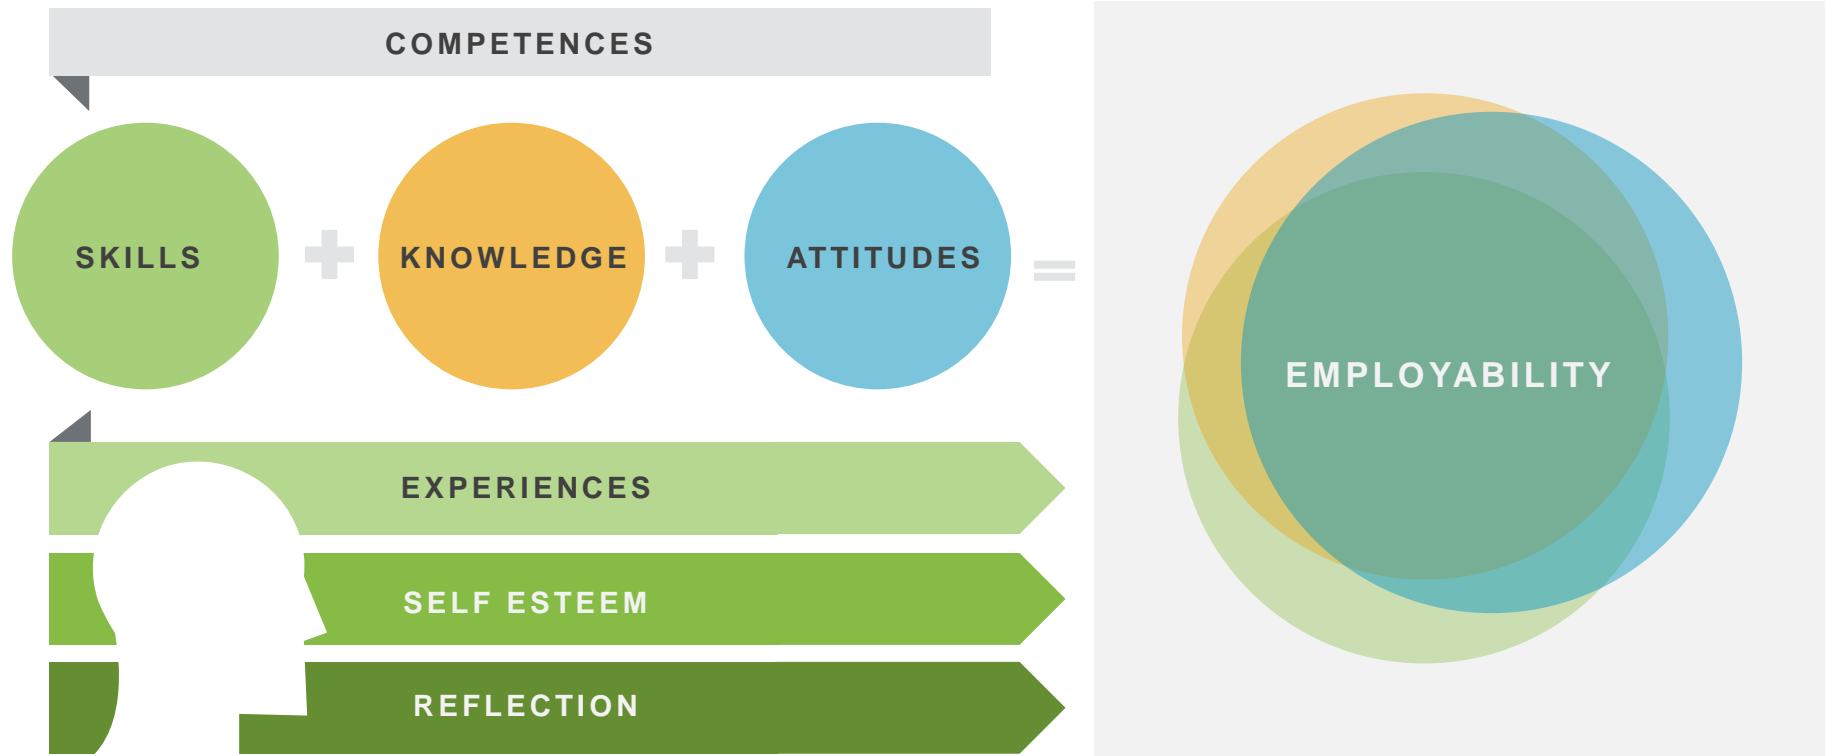 COMPETENCES
SKILLS + KNOWLEDGE + ATTITUDES =
EMPLOYABILITY
EXPERIENCES
SELF ESTEEM
REFLECTION